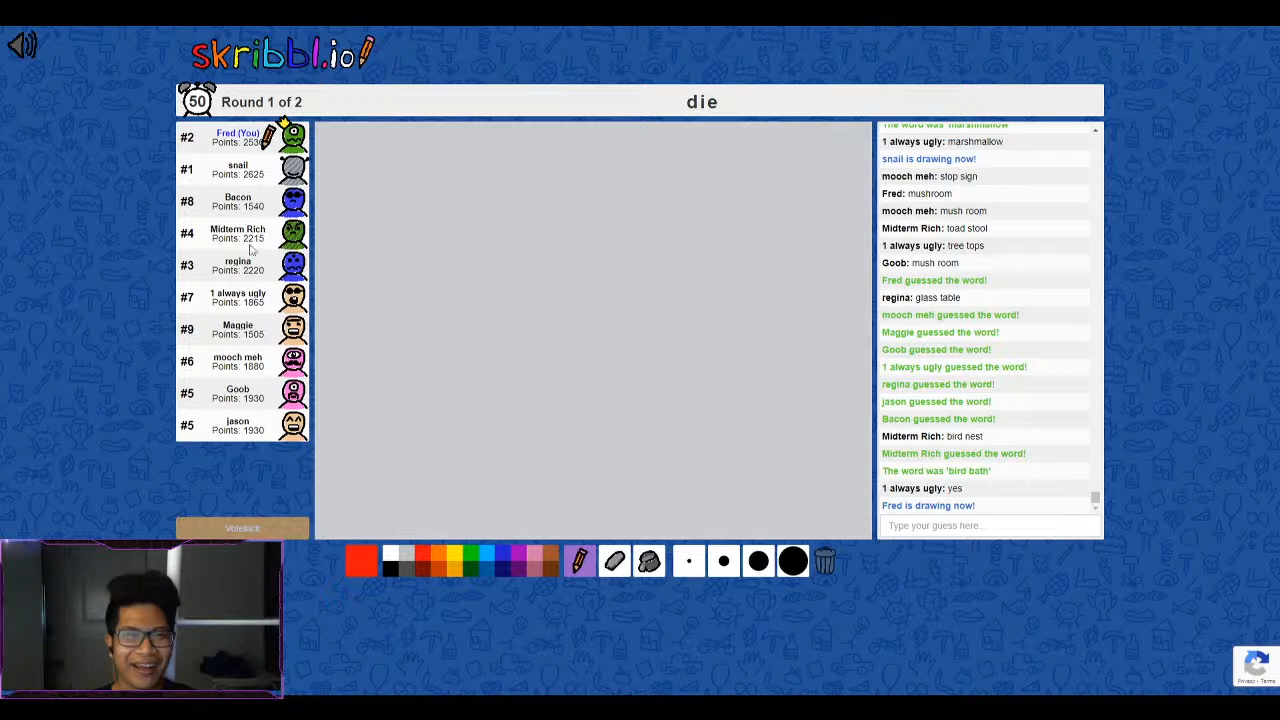 skribbl.io
50
Round 1 of 2
die
#2
Fred (You)
Points: 2530
#1
snail
Points: 2625
#8
Bacon
Points: 1540
#4
Midterm Rich
Points: 2215
#3
regina
Points: 2220
#7
1 always ugly
Points: 1865
#9
Maggie
Points: 1505
#6
mooch meh
Points: 1880
#5
Goob
Points: 1930
#5
jason
Points: 1930
Votekick
The word was 'marshmallow'
1 always ugly: marshmallow
snail is drawing now!
mooch meh: stop sign
Fred: mushroom
mooch meh: mush room
Midterm Rich: toad stool
1 always ugly: tree tops
Goob: mush room
Fred guessed the word!
regina: glass table
mooch meh guessed the word!
Maggie guessed the word!
Goob guessed the word!
1 always ugly guessed the word!
regina guessed the word!
jason guessed the word!
Bacon guessed the word!
Midterm Rich: bird nest
Midterm Rich guessed the word!
The word was 'bird bath'
1 always ugly: yes
Fred is drawing now!
Type your guess here...
Privacy - Terms